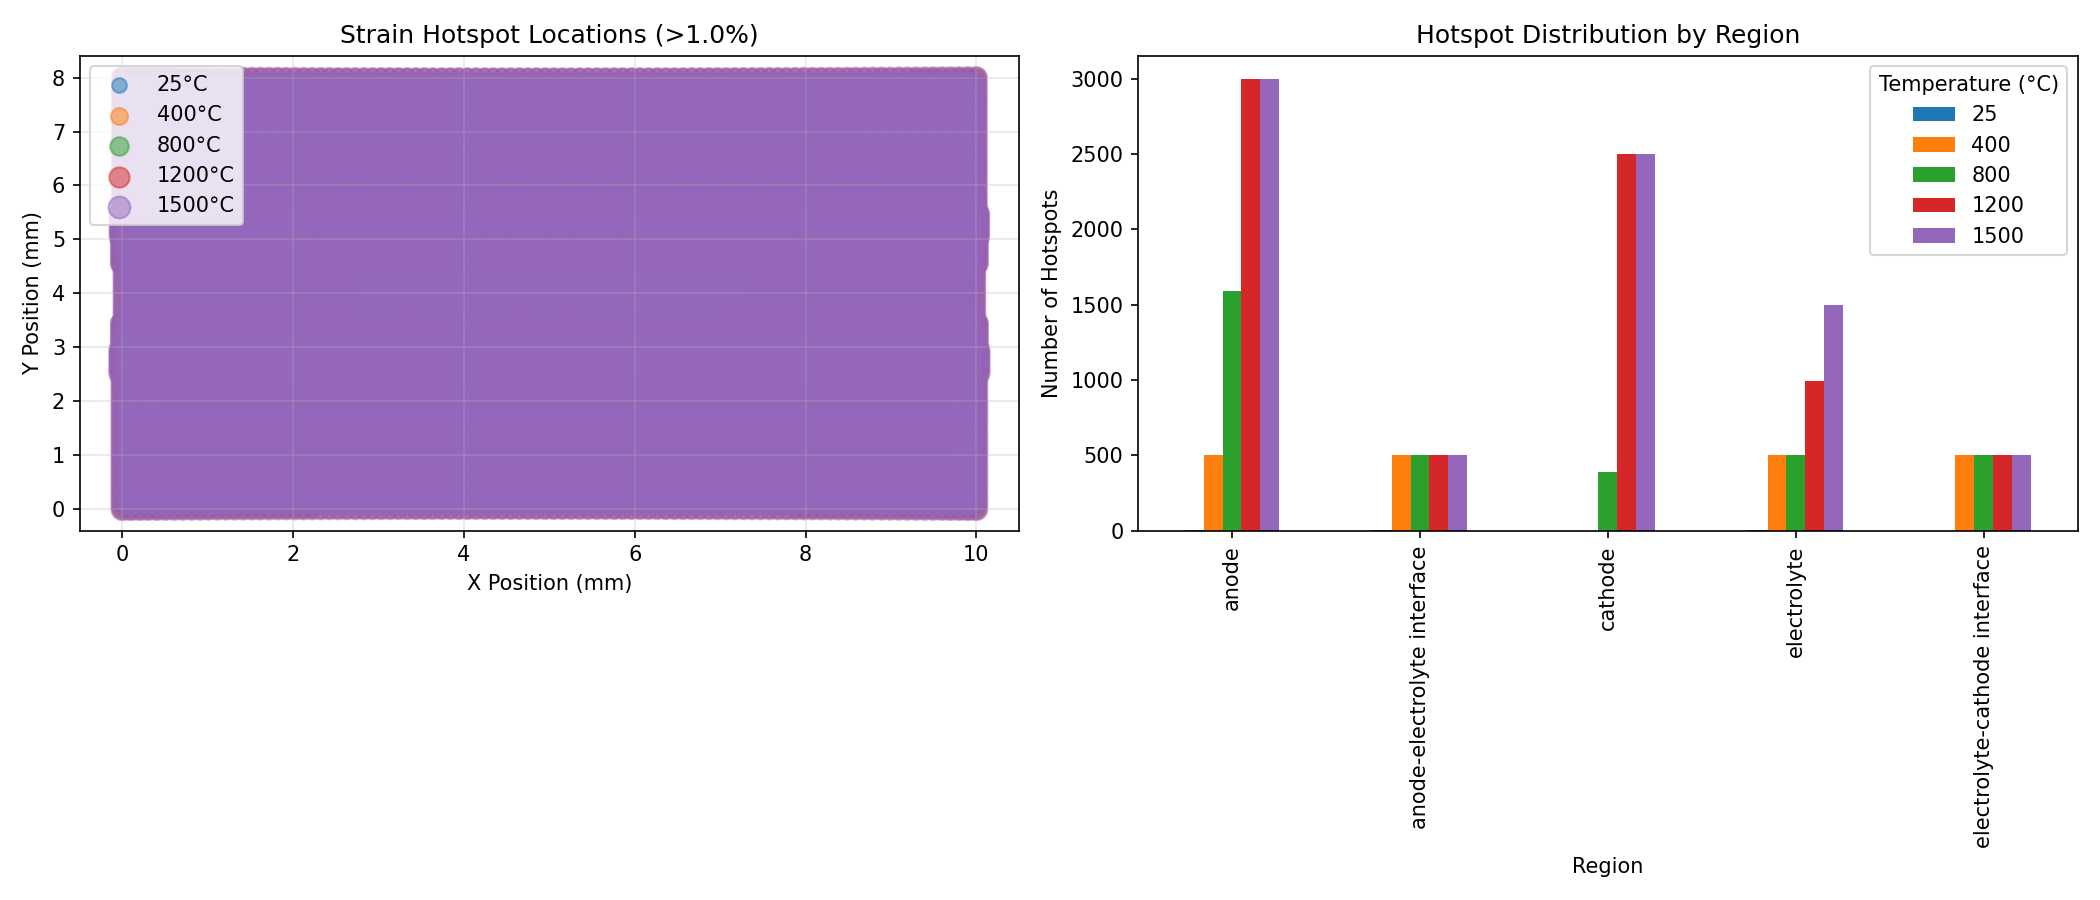 Strain Hotspot Locations (>1.0%)
25°C
400°C
800°C
1200°C
1500°C
8
7
6
5
4
3
2
1
0
Y Position (mm)
0 2 4 6 8 10
X Position (mm)
Hotspot Distribution by Region
Temperature (°C)
25
400
800
1200
1500
3000
2500
2000
1500
1000
500
0
Number of Hotspots
anode
anode-electrolyte interface
cathode
electrolyte
electrolyte-cathode interface
Region